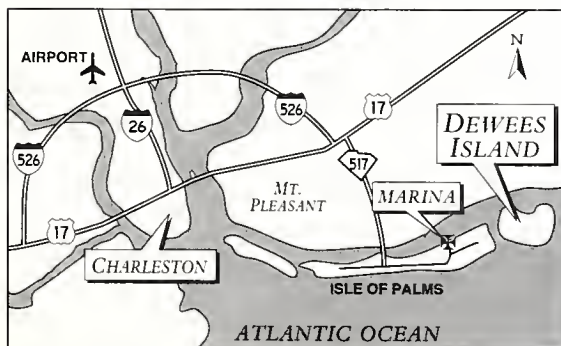 AIRPORT
N
17
526
DEWEES
ISLAND
26
526
517
MT.
PLEASANT
MARINA
17
CHARLESTON
ISLE OF PALMS
ATLANTIC OCEAN